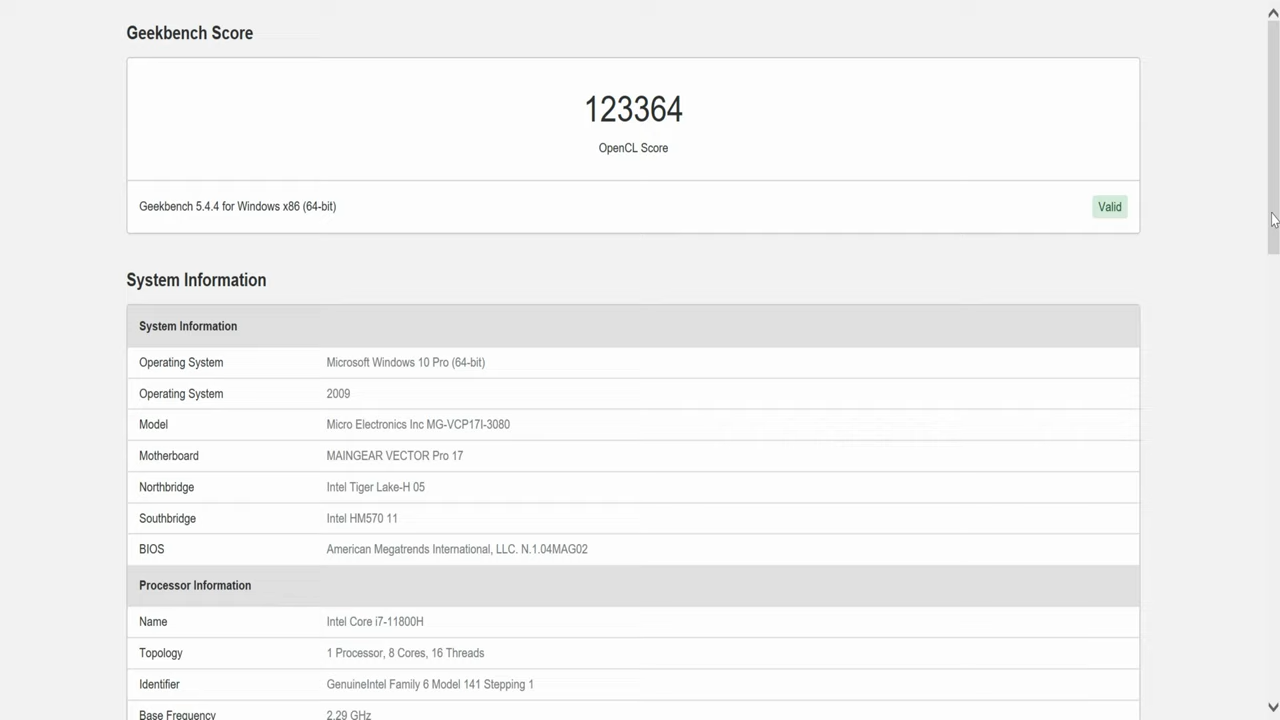 Geekbench Score
123364
OpenCL Score
Geekbench 5.4.4 for Windows x86 (64-bit)
Valid
System Information
System Information
Operating System Microsoft Windows 10 Pro (64-bit)
Operating System 2009
Model Micro Electronics Inc MG-VCP17I-3080
Motherboard MAINGEAR VECTOR Pro 17
Northbridge Intel Tiger Lake-H 05
Southbridge Intel HM570 11
BIOS American Megatrends International, LLC. N.1.04MAG02
Processor Information
Name Intel Core i7-11800H
Topology 1 Processor, 8 Cores, 16 Threads
Identifier GenuineIntel Family 6 Model 141 Stepping 1
Base Frequency 2.29 GHz